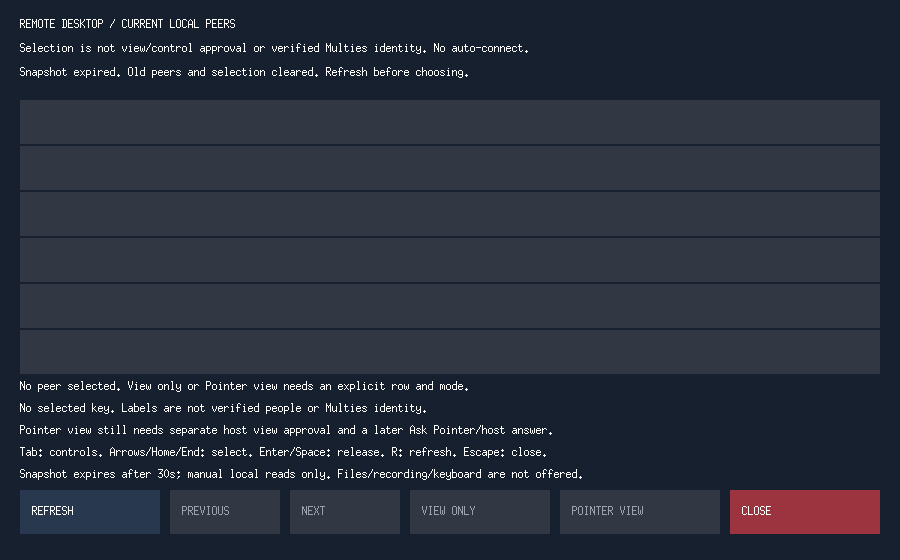 REMOTE DESKTOP / CURRENT LOCAL PEERS
Selection is not view/control approval or verified Multies identity. No auto-connect.
Snapshot expired. Old peers and selection cleared. Refresh before choosing.
No peer selected. View only or Pointer view needs an explicit row and mode.
No selected key. Labels are not verified people or Multies identity.
Pointer view still needs separate host view approval and a later Ask Pointer/host answer.
Tab: controls. Arrows/Home/End: select. Enter/Space: release. R: refresh. Escape: close.
Snapshot expires after 30s; manual local reads only. Files/recording/keyboard are not offered.
REFRESH PREVIOUS NEXT VIEW ONLY POINTER VIEW CLOSE